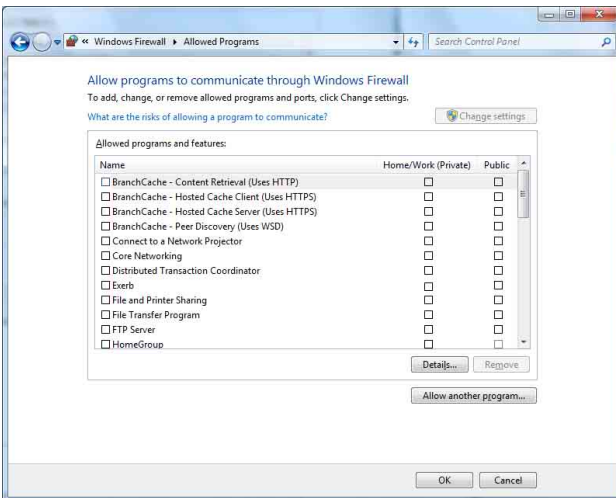 « Windows Firewall ▸ Allowed Programs
Search Control Panel
Allow programs to communicate through Windows Firewall
To add, change, or remove allowed programs and ports, click Change settings.
What are the risks of allowing a program to communicate?
Change settings
Allowed programs and features:
Name Home/Work (Private) Public
BranchCache - Content Retrieval (Uses HTTP)
BranchCache - Hosted Cache Client (Uses HTTPS)
BranchCache - Hosted Cache Server (Uses HTTPS)
BranchCache - Peer Discovery (Uses WSD)
Connect to a Network Projector
Core Networking
Distributed Transaction Coordinator
Exerb
File and Printer Sharing
File Transfer Program
FTP Server
HomeGroup
Details... Remove
Allow another program...
OK Cancel